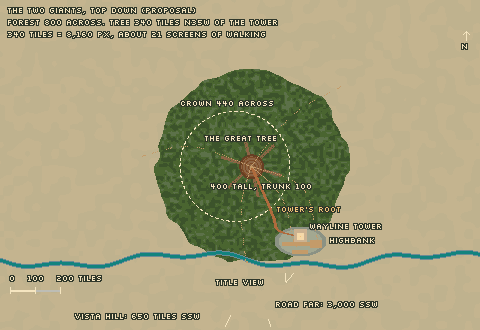 THE TWO GIANTS, TOP DOWN (PROPOSAL)
FOREST 800 ACROSS. TREE 340 TILES N35W OF THE TOWER
340 TILES = 8,160 PX, ABOUT 21 SCREENS OF WALKING
N
CROWN 440 ACROSS
THE GREAT TREE
400 TALL, TRUNK 100
TOWER'S ROOT
WAYLINE TOWER
HIGHBANK
0 100 200 TILES
TITLE VIEW
ROAD FAR: 3,000 SSW
VISTA HILL: 650 TILES SSW